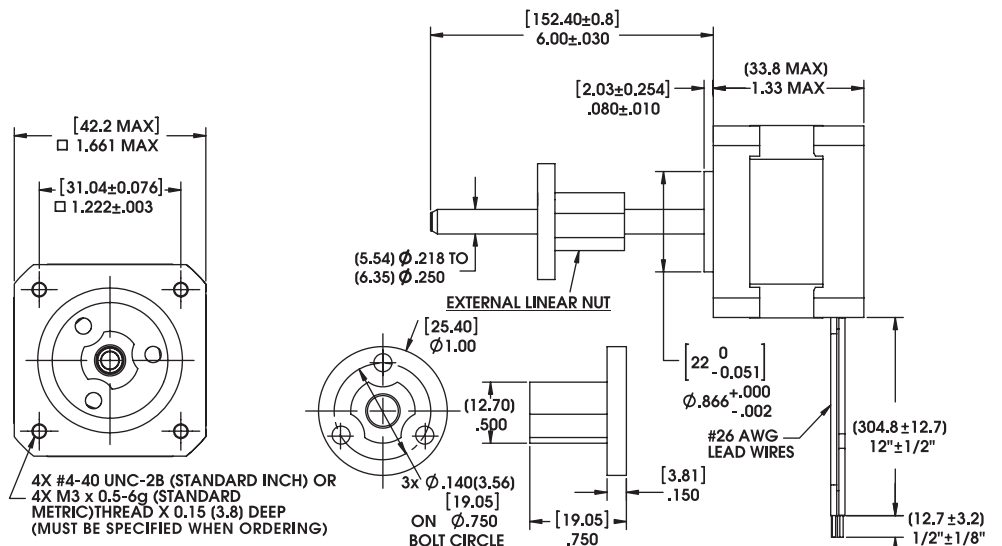 [152.40±0.8]
6.00±.030
(33.8 MAX)
1.33 MAX
[2.03±0.254]
.080±.010
[42.2 MAX]
□ 1.661 MAX
[31.04±0.076]
□ 1.222±.003
(5.54) Ø .218 TO
(6.35) Ø .250
EXTERNAL LINEAR NUT
[25.40]
Ø1.00
[22 0 -0.051]
Ø.866 +.000 -.002
(12.70)
.500
#26 AWG
LEAD WIRES
(304.8±12.7)
12"±1/2"
4X #4-40 UNC-2B (STANDARD INCH) OR
4X M3 x 0.5-6g (STANDARD
METRIC)THREAD X 0.15 (3.8) DEEP
(MUST BE SPECIFIED WHEN ORDERING)
3x Ø.140(3.56)
[19.05]
ON Ø.750
BOLT CIRCLE
[3.81]
.150
[19.05]
.750
(12.7 ±3.2)
1/2"±1/8"